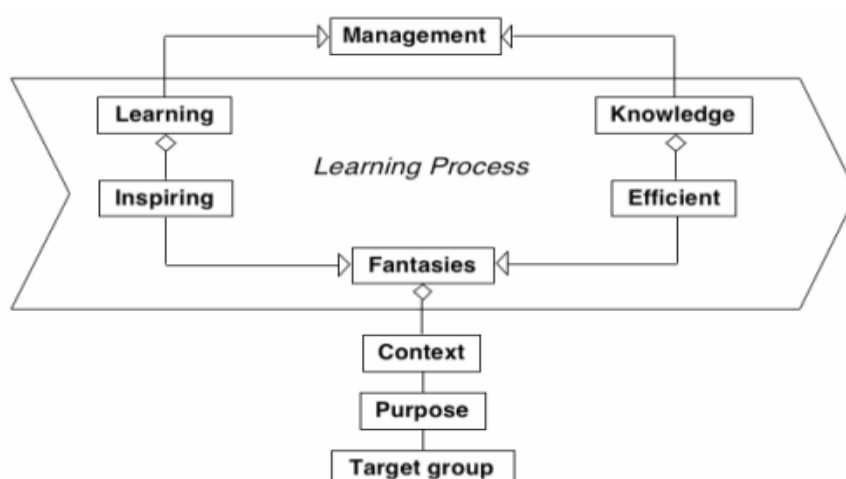 Management
Learning
Knowledge
Learning Process
Inspiring
Efficient
Fantasies
Context
Purpose
Target group